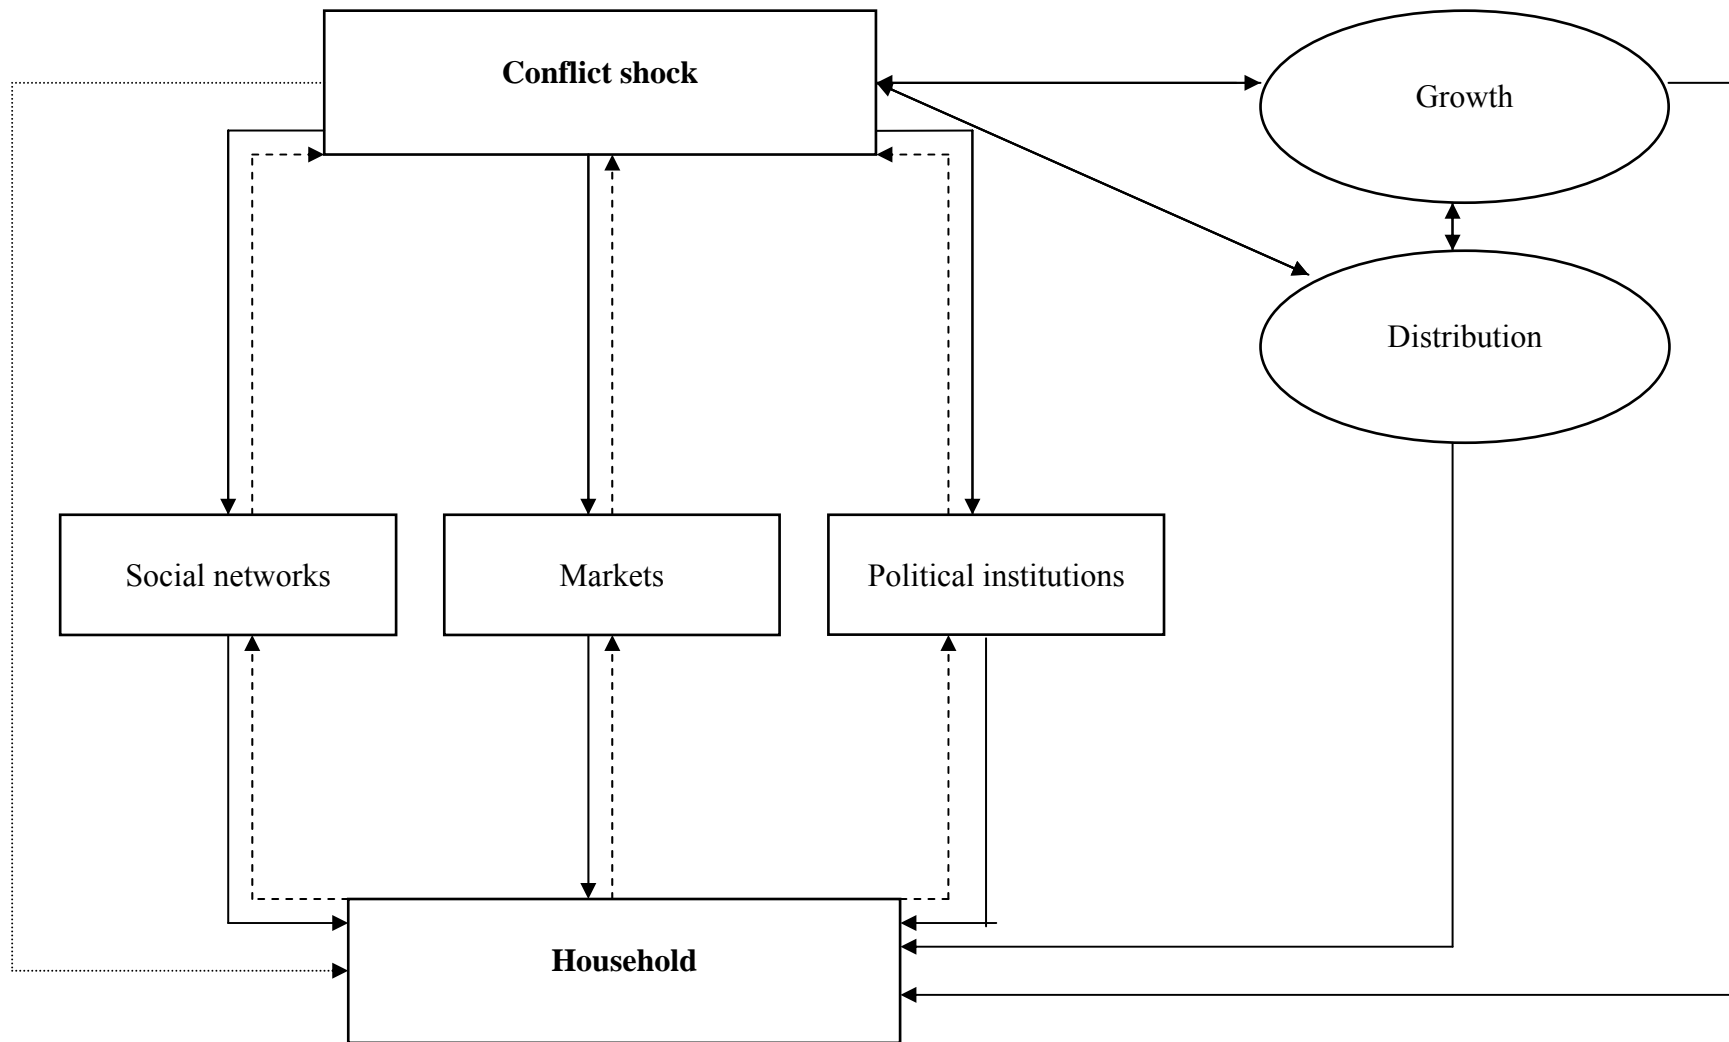 Conflict shock
Growth
Distribution
Social networks
Markets
Political institutions
Household